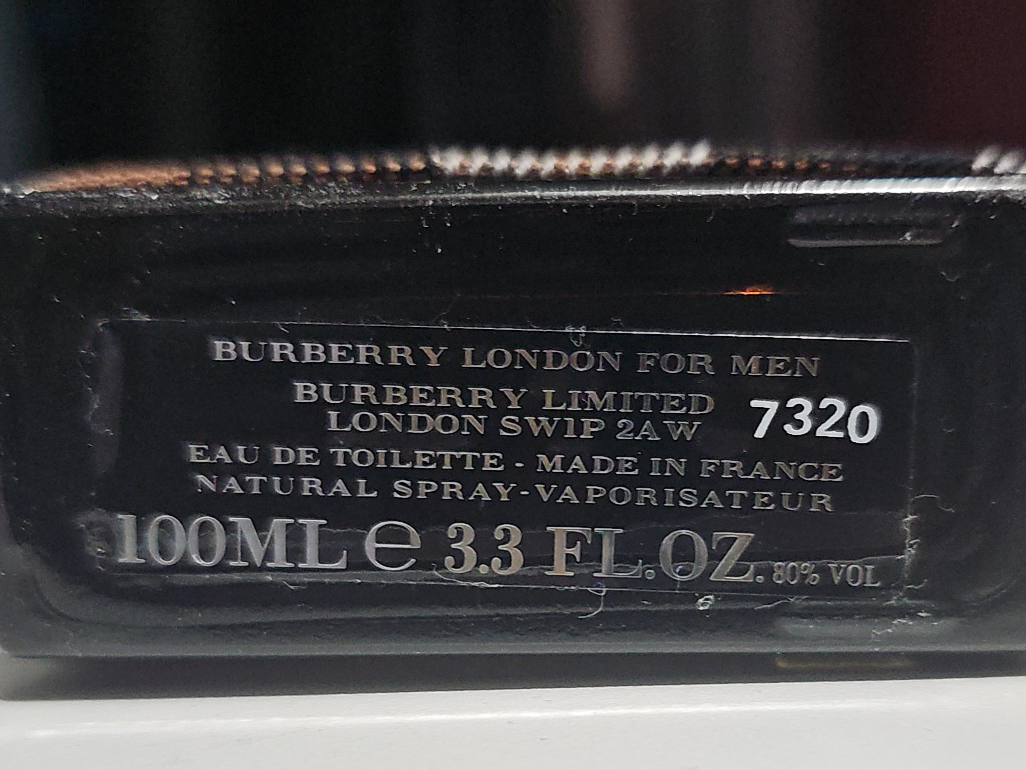 BURBERRY LONDON FOR MEN
BURBERRY LIMITED
LONDON SW1P 2AW 7320
EAU DE TOILETTE - MADE IN FRANCE
NATURAL SPRAY-VAPORISATEUR
100ML ℮ 3.3 FL.OZ. 80% VOL